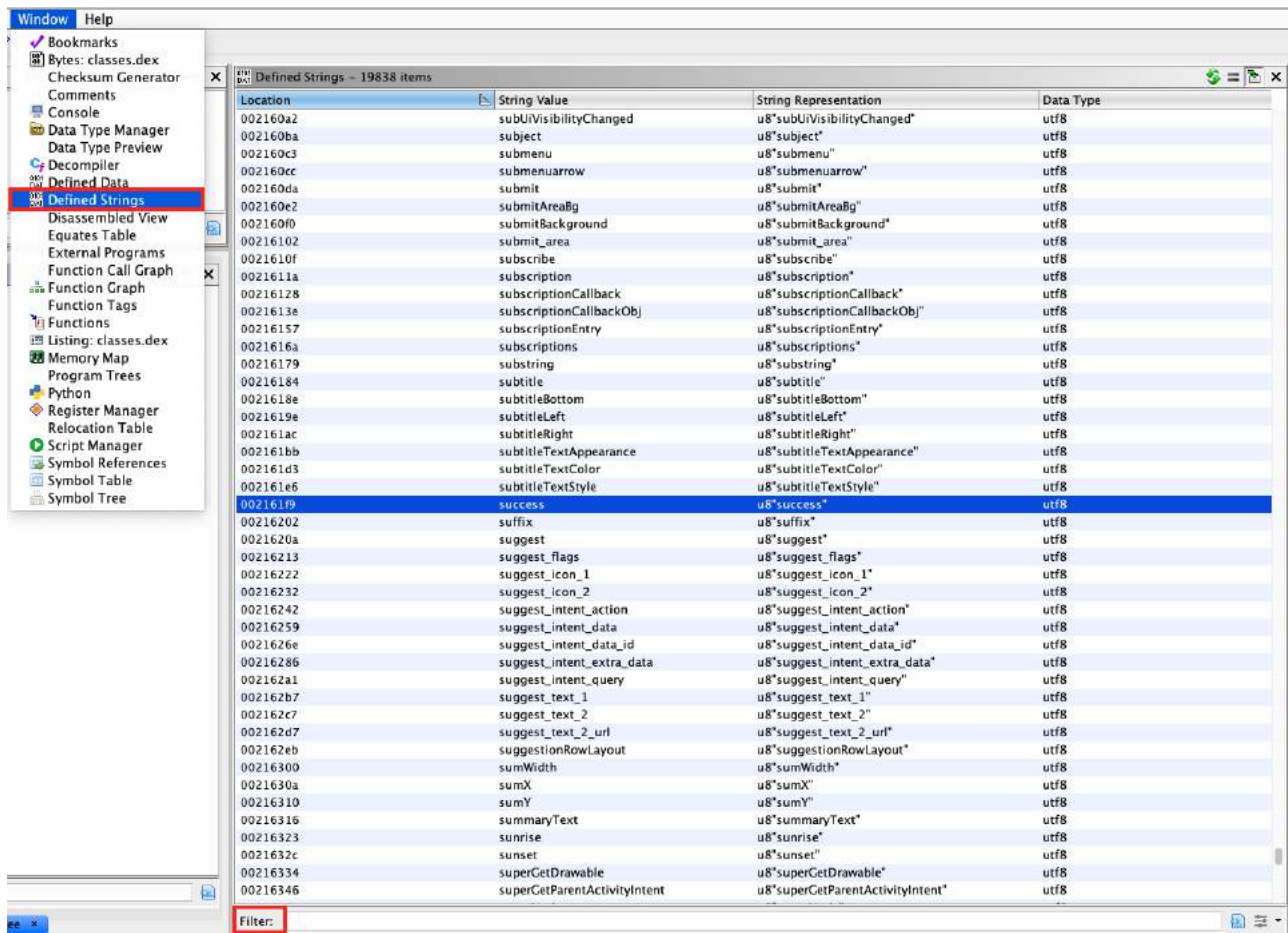 Window Help
Bookmarks
Bytes: classes.dex
Checksum Generator
Comments
Console
Data Type Manager
Data Type Preview
Decompiler
Defined Data
Defined Strings
Disassembled View
Equates Table
External Programs
Function Call Graph
Function Graph
Function Tags
Functions
Listing: classes.dex
Memory Map
Program Trees
Python
Register Manager
Relocation Table
Script Manager
Symbol References
Symbol Table
Symbol Tree
Defined Strings - 19838 items
Location String Value String Representation Data Type
002160a2 subUiVisibilityChanged u8"subUiVisibilityChanged" utf8
002160ba subject u8"subject" utf8
002160c3 submenu u8"submenu" utf8
002160cc submenuarrow u8"submenuarrow" utf8
002160da submit u8"submit" utf8
002160e2 submitAreaBg u8"submitAreaBg" utf8
002160f0 submitBackground u8"submitBackground" utf8
00216102 submit_area u8"submit_area" utf8
0021610f subscribe u8"subscribe" utf8
0021611a subscription u8"subscription" utf8
00216128 subscriptionCallback u8"subscriptionCallback" utf8
0021613e subscriptionCallbackObj u8"subscriptionCallbackObj" utf8
00216157 subscriptionEntry u8"subscriptionEntry" utf8
0021616a subscriptions u8"subscriptions" utf8
00216179 substring u8"substring" utf8
00216184 subtitle u8"subtitle" utf8
0021618e subtitleBottom u8"subtitleBottom" utf8
0021619e subtitleLeft u8"subtitleLeft" utf8
002161ac subtitleRight u8"subtitleRight" utf8
002161bb subtitleTextAppearance u8"subtitleTextAppearance" utf8
002161d3 subtitleTextColor u8"subtitleTextColor" utf8
002161e6 subtitleTextStyle u8"subtitleTextStyle" utf8
002161f9 success u8"success" utf8
00216202 suffix u8"suffix" utf8
0021620a suggest u8"suggest" utf8
00216213 suggest_flags u8"suggest_flags" utf8
00216222 suggest_icon_1 u8"suggest_icon_1" utf8
00216232 suggest_icon_2 u8"suggest_icon_2" utf8
00216242 suggest_intent_action u8"suggest_intent_action" utf8
00216259 suggest_intent_data u8"suggest_intent_data" utf8
0021626e suggest_intent_data_id u8"suggest_intent_data_id" utf8
00216286 suggest_intent_extra_data u8"suggest_intent_extra_data" utf8
002162a1 suggest_intent_query u8"suggest_intent_query" utf8
002162b7 suggest_text_1 u8"suggest_text_1" utf8
002162c7 suggest_text_2 u8"suggest_text_2" utf8
002162d7 suggest_text_2_url u8"suggest_text_2_url" utf8
002162eb suggestionRowLayout u8"suggestionRowLayout" utf8
00216300 sumWidth u8"sumWidth" utf8
0021630a sumX u8"sumX" utf8
00216310 sumY u8"sumY" utf8
00216316 summaryText u8"summaryText" utf8
00216323 sunrise u8"sunrise" utf8
0021632c sunset u8"sunset" utf8
00216334 superGetDrawable u8"superGetDrawable" utf8
00216346 superGetParentActivityIntent u8"superGetParentActivityIntent" utf8
Filter: